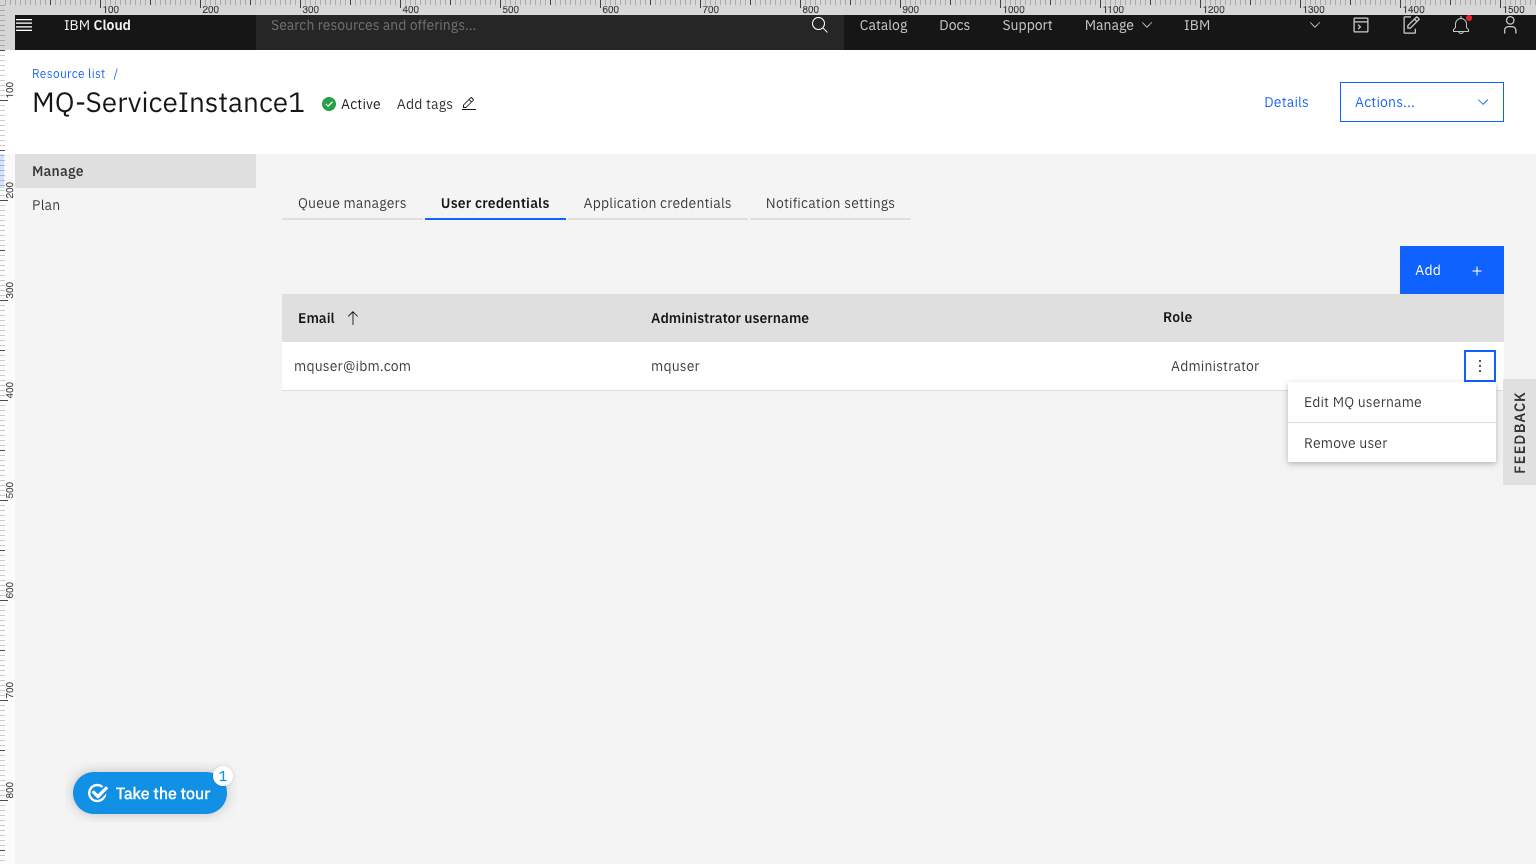 100 200 300 400 500 600 700 800 900 1000 1100 1200 1300 1400 1500
IBM Cloud
Search resources and offerings...
Catalog
Docs
Support
Manage
IBM
Resource list /
MQ-ServiceInstance1
Active
Add tags
Details
Actions...
Manage
Plan
Queue managers
User credentials
Application credentials
Notification settings
Add +
Email
Administrator username
Role
mquser@ibm.com
mquser
Administrator
Edit MQ username
Remove user
FEEDBACK
Take the tour
1
100
200
300
400
500
600
700
800